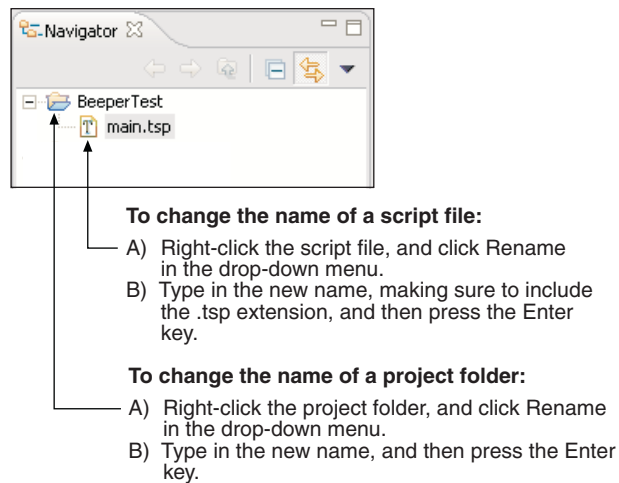 Navigator
BeeperTest
main.tsp
To change the name of a script file:
A) Right-click the script file, and click Rename
in the drop-down menu.
B) Type in the new name, making sure to include
the .tsp extension, and then press the Enter
key.
To change the name of a project folder:
A) Right-click the project folder, and click Rename
in the drop-down menu.
B) Type in the new name, and then press the Enter
key.